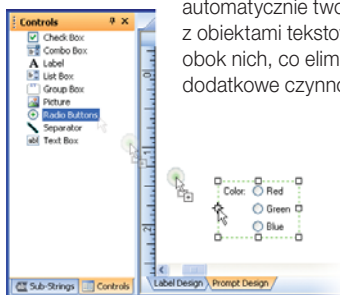 automatycznie two
z obiektami teksto
obok nich, co elim
dodatkowe czynno
Controls
Check Box
Combo Box
Label
List Box
Group Box
Picture
Radio Buttons
Separator
Text Box
Color: Red
Green
Blue
Sub-Strings Controls
Label Design Prompt Design